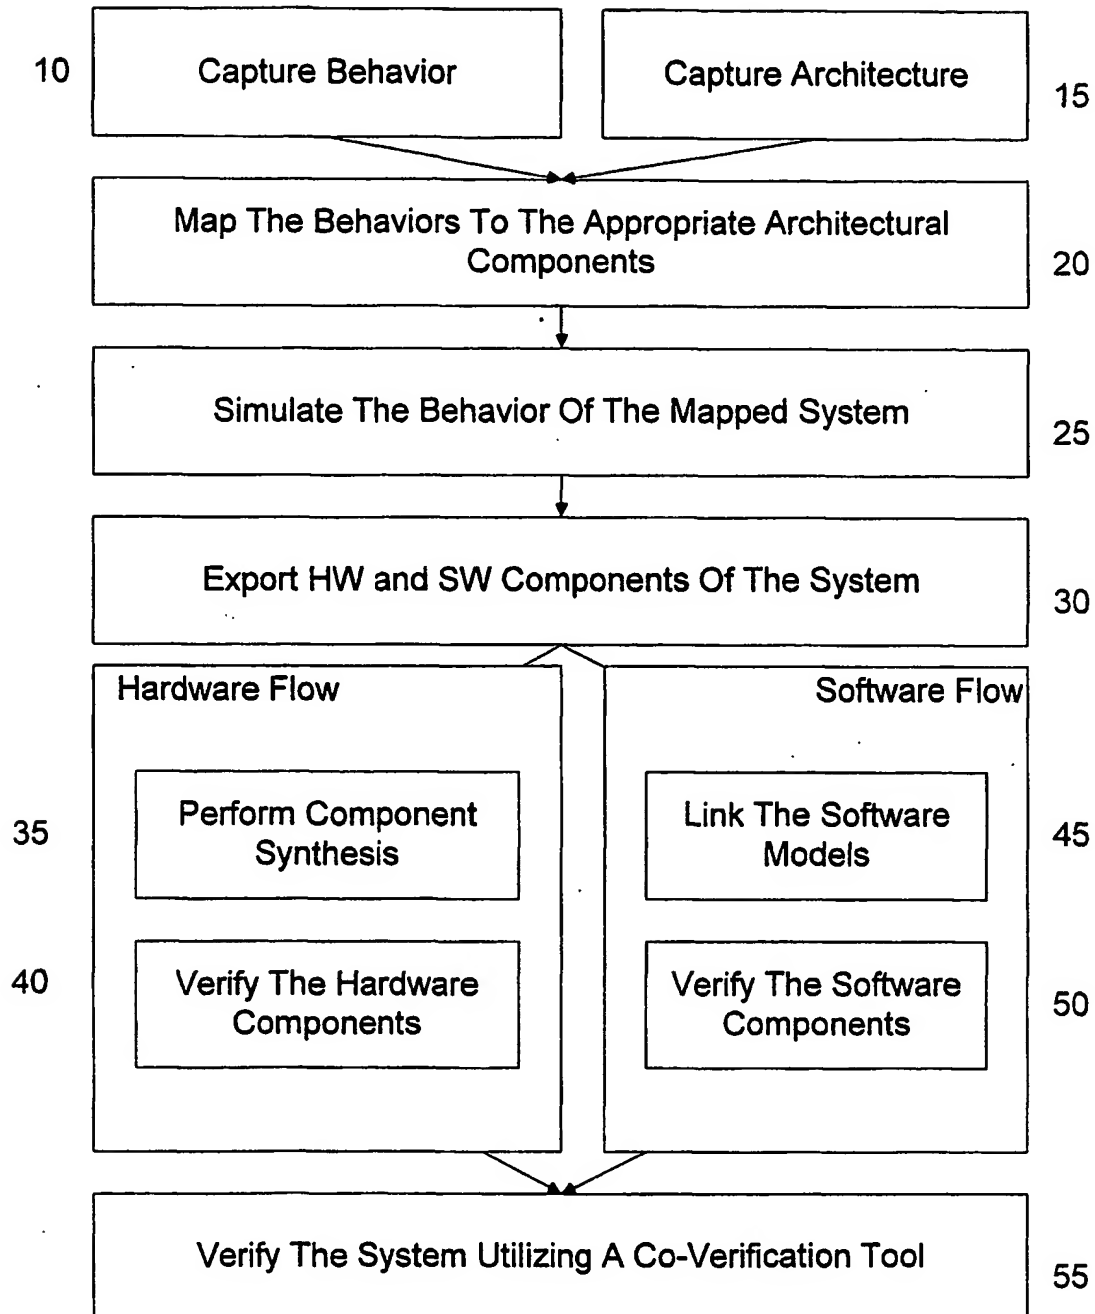 10
Capture Behavior
Capture Architecture
15
Map The Behaviors To The Appropriate Architectural
Components
20
Simulate The Behavior Of The Mapped System
25
Export HW and SW Components Of The System
30
Hardware Flow
Software Flow
35
Perform Component
Synthesis
Link The Software
Models
45
40
Verify The Hardware
Components
Verify The Software
Components
50
Verify The System Utilizing A Co-Verification Tool
55